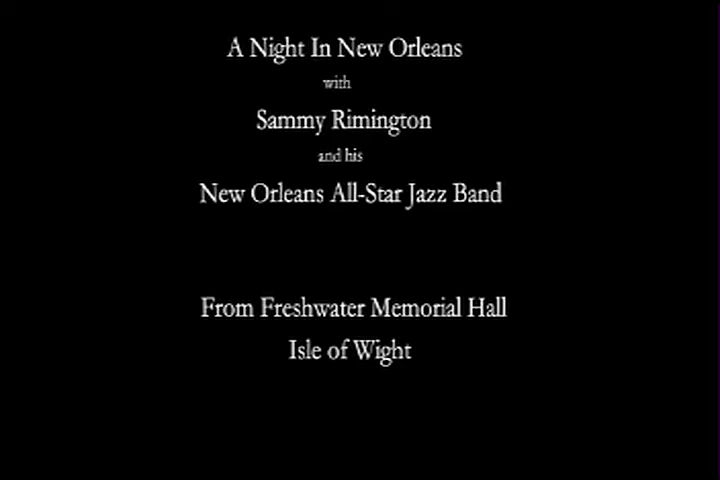 A Night In New Orleans
with
Sammy Rimington
and his
New Orleans All-Star Jazz Band
From Freshwater Memorial Hall
Isle of Wight